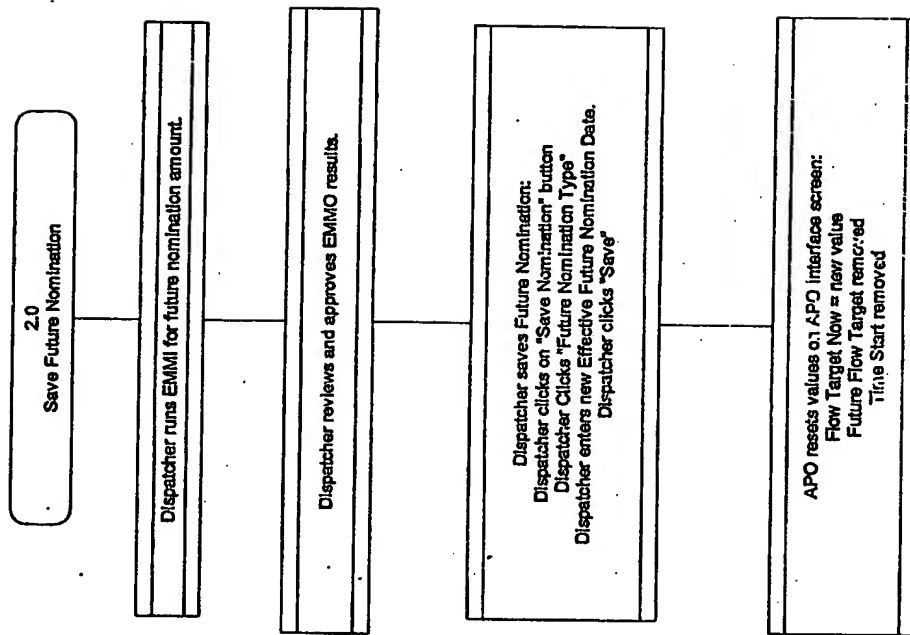 2.0
Save Future Nomination
Dispatcher runs EMMI for future nomination amount.
Dispatcher reviews and approves EMMO results.
Dispatcher saves Future Nomination:
Dispatcher clicks on "Save Nomination" button
Dispatcher Clicks "Future Nomination Type"
Dispatcher enters new Effective Future Nomination Date.
Dispatcher clicks "Save"
APO resets values on APO interface screen:
Flow Target Now = new value
Future Flow Target removed
Time Start removed